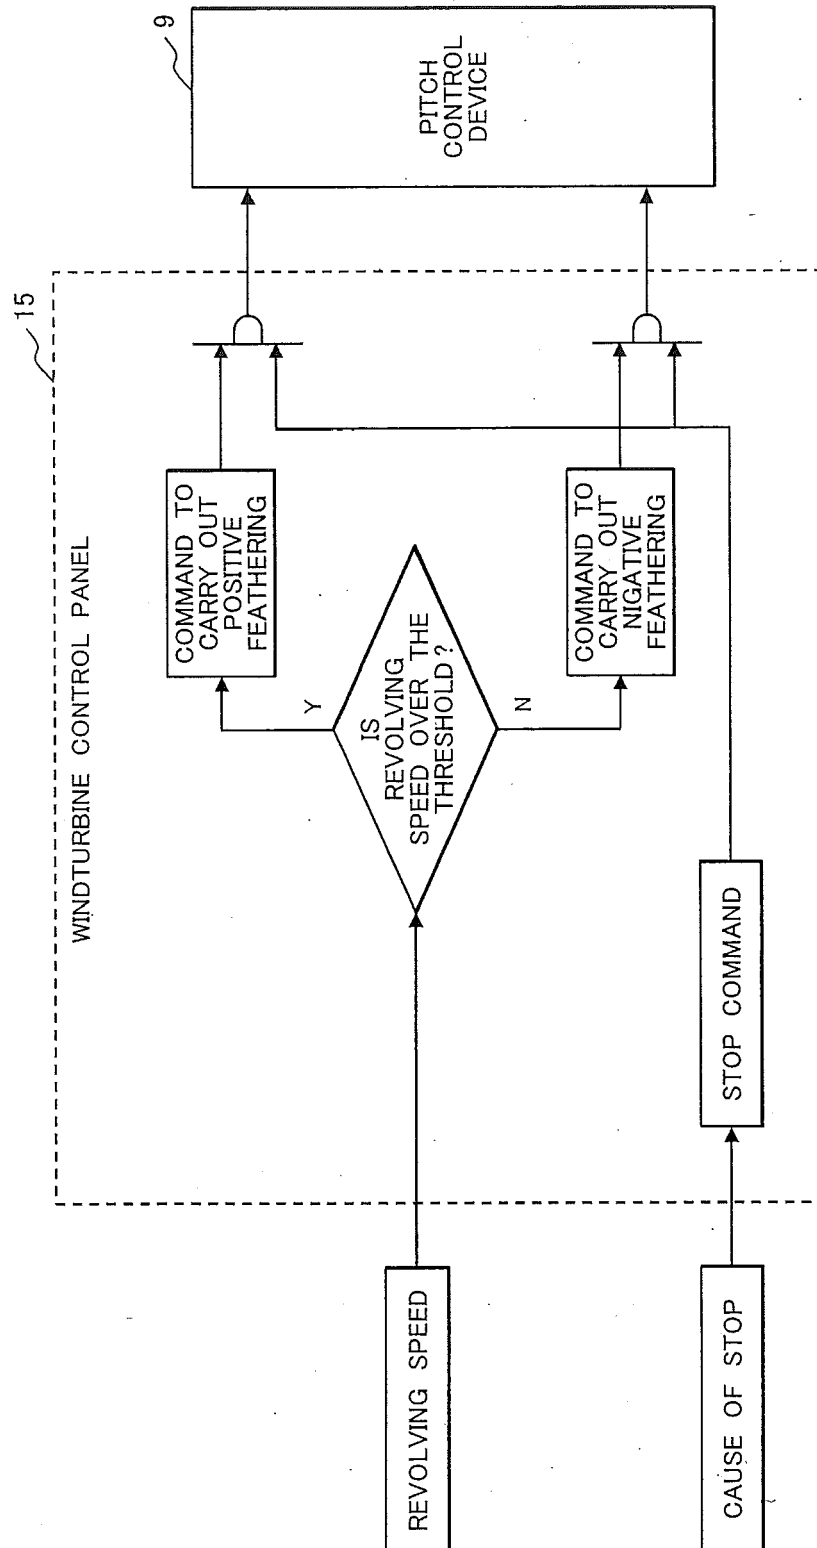 9
PITCH
CONTROL
DEVICE
15
WINDTURBINE CONTROL PANEL
COMMAND TO
CARRY OUT
POSITIVE
FEATHERING
Y
IS
REVOLVING
SPEED OVER THE
THRESHOLD?
N
COMMAND TO
CARRY OUT
NIGATIVE
FEATHERING
STOP COMMAND
REVOLVING SPEED
CAUSE OF STOP